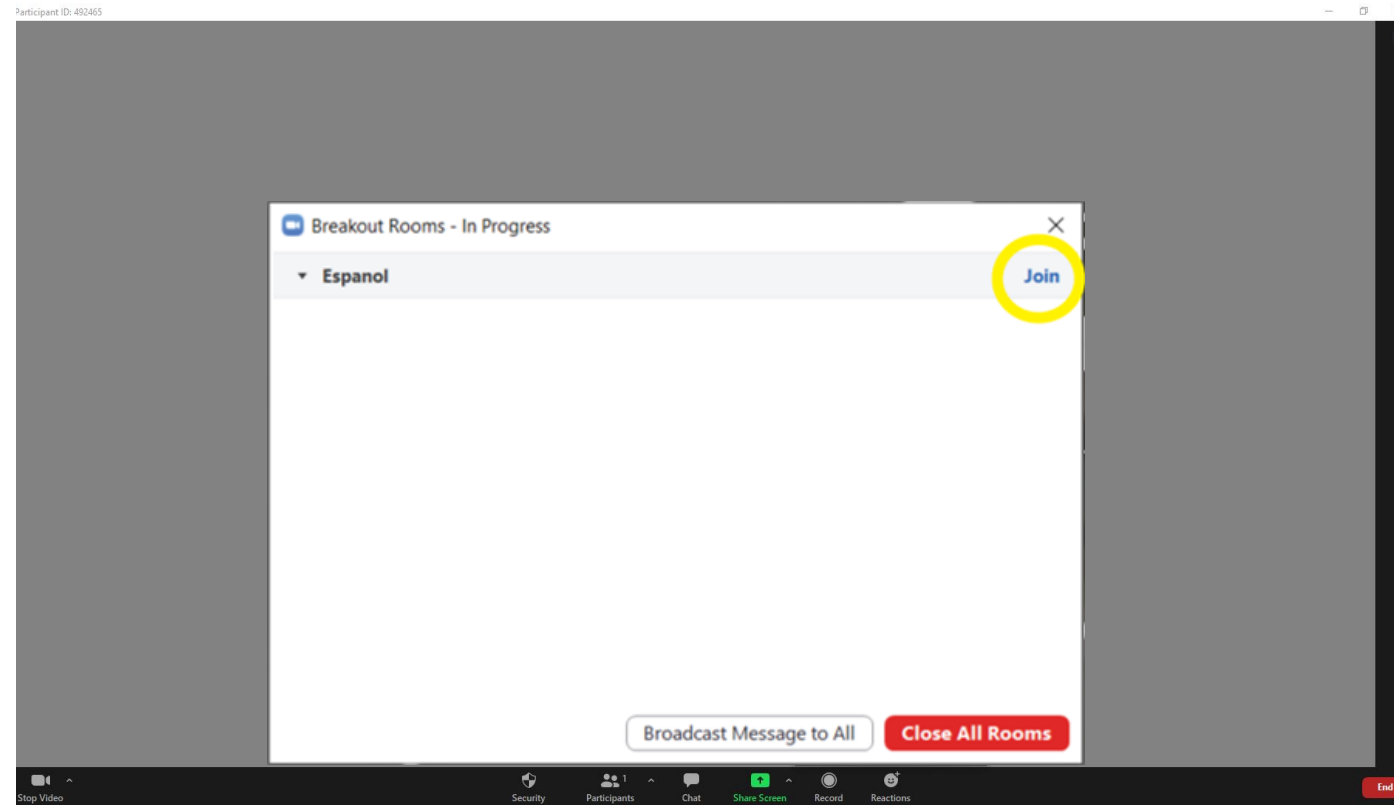 Participant ID: 492465
Breakout Rooms - In Progress
Espanol Join
Broadcast Message to All Close All Rooms
1
Stop Video Security Participants Chat Share Screen Record Reactions End